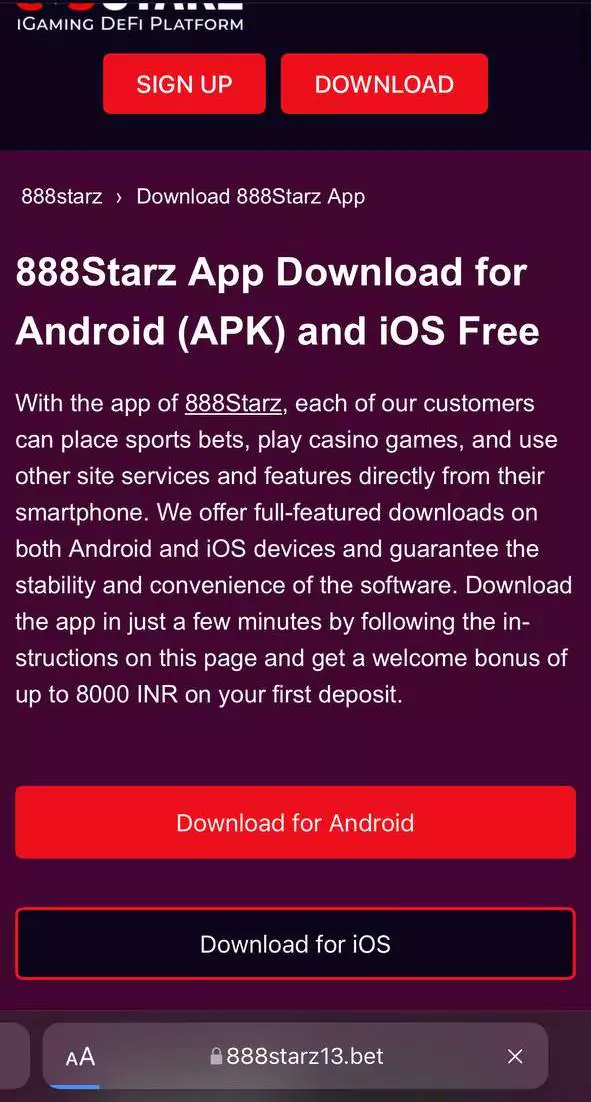 iGaming DeFi Platform
SIGN UP DOWNLOAD
888starz › Download 888Starz App
888Starz App Download for
Android (APK) and iOS Free
With the app of 888Starz, each of our customers
can place sports bets, play casino games, and use
other site services and features directly from their
smartphone. We offer full-featured downloads on
both Android and iOS devices and guarantee the
stability and convenience of the software. Download
the app in just a few minutes by following the in-
structions on this page and get a welcome bonus of
up to 8000 INR on your first deposit.
Download for Android
Download for iOS
AA 888starz13.bet ×